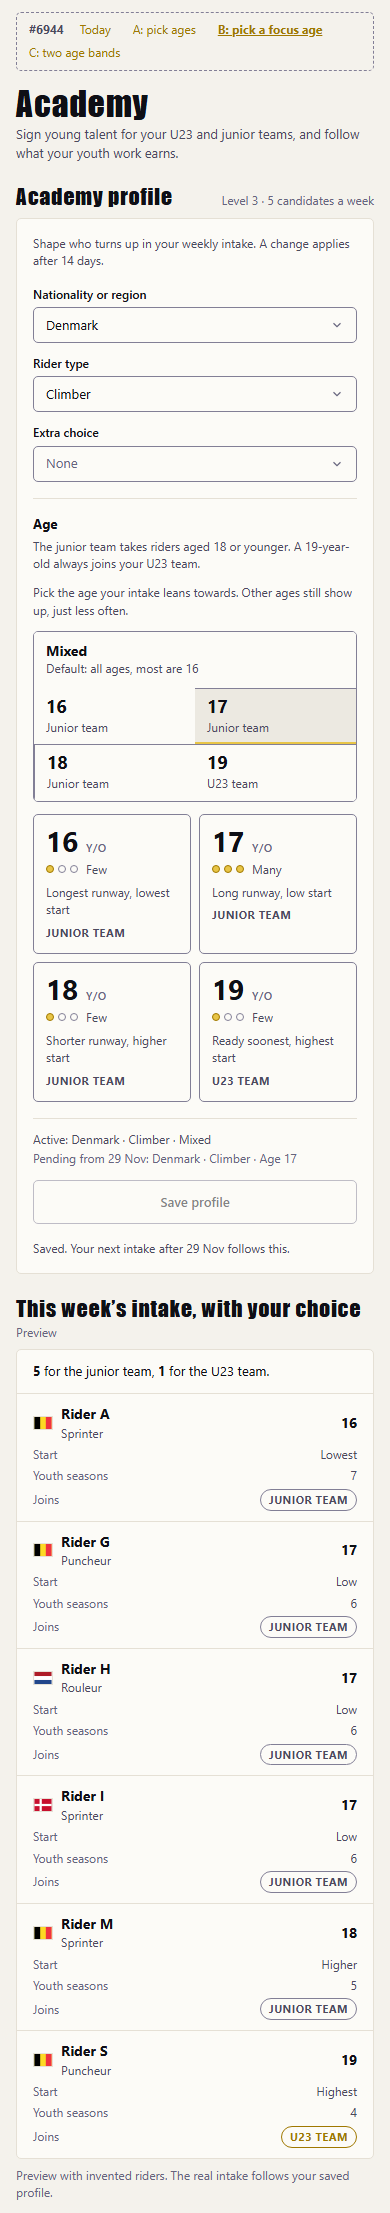 #6944 Today A: pick ages B: pick a focus age
C: two age bands
Academy
Sign young talent for your U23 and junior teams, and follow
what your youth work earns.
Academy profile Level 3 · 5 candidates a week
Shape who turns up in your weekly intake. A change applies
after 14 days.
Nationality or region
Denmark
Rider type
Climber
Extra choice
None
Age
The junior team takes riders aged 18 or younger. A 19-year-
old always joins your U23 team.
Pick the age your intake leans towards. Other ages still show
up, just less often.
Mixed
Default: all ages, most are 16
16 17
Junior team Junior team
18 19
Junior team U23 team
16 Y/O 17 Y/O
Few Many
Longest runway, lowest Long runway, low start
start JUNIOR TEAM
JUNIOR TEAM
18 Y/O 19 Y/O
Few Few
Shorter runway, higher Ready soonest, highest
start start
JUNIOR TEAM U23 TEAM
Active: Denmark · Climber · Mixed
Pending from 29 Nov: Denmark · Climber · Age 17
Save profile
Saved. Your next intake after 29 Nov follows this.
This week's intake, with your choice
Preview
5 for the junior team, 1 for the U23 team.
Rider A 16
Sprinter
Start Lowest
Youth seasons 7
Joins JUNIOR TEAM
Rider G 17
Puncheur
Start Low
Youth seasons 6
Joins JUNIOR TEAM
Rider H 17
Rouleur
Start Low
Youth seasons 6
Joins JUNIOR TEAM
Rider I 17
Sprinter
Start Low
Youth seasons 6
Joins JUNIOR TEAM
Rider M 18
Sprinter
Start Higher
Youth seasons 5
Joins JUNIOR TEAM
Rider S 19
Puncheur
Start Highest
Youth seasons 4
Joins U23 TEAM
Preview with invented riders. The real intake follows your saved
profile.